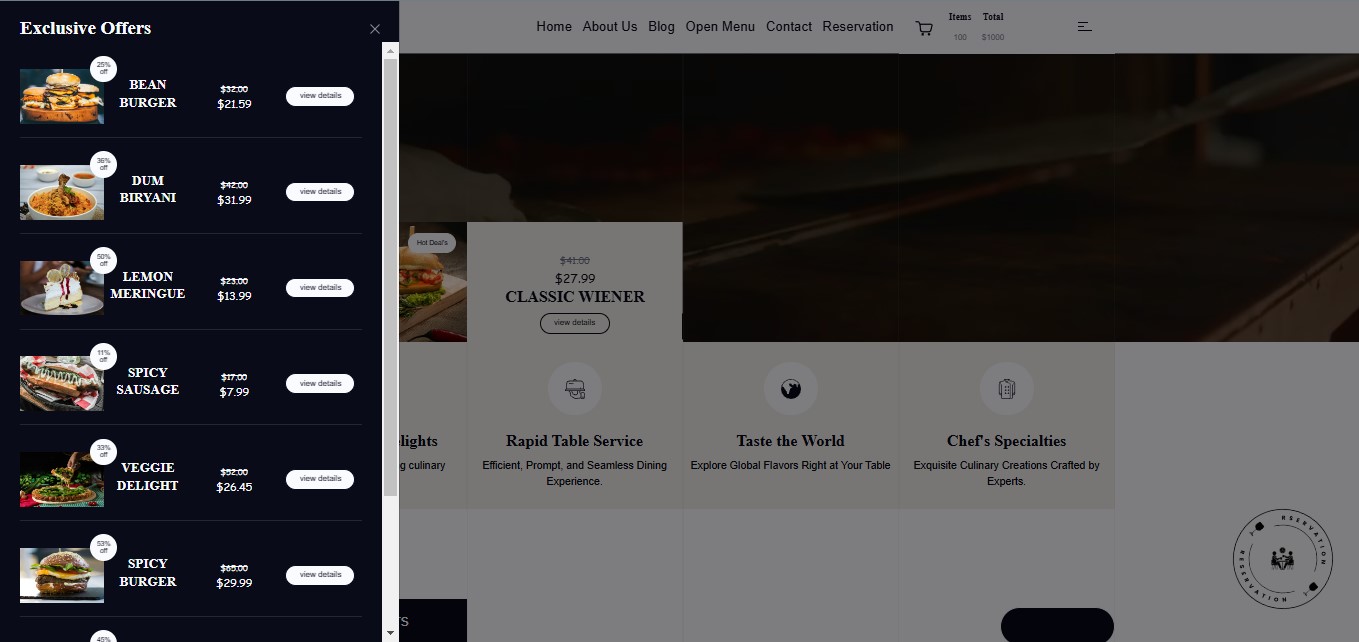 Exclusive Offers
25%
off
BEAN
BURGER
$32.00
$21.59
view details
36%
off
DUM
BIRYANI
$42.00
$31.99
view details
50%
off
LEMON
MERINGUE
$23.00
$13.99
view details
11%
off
SPICY
SAUSAGE
$17.00
$7.99
view details
33%
off
VEGGIE
DELIGHT
$52.00
$26.45
view details
53%
off
SPICY
BURGER
$65.00
$29.99
view details
45%
Home About Us Blog Open Menu Contact Reservation
Items Total
100 $1000
Hot Deal's
$41.00
$27.99
CLASSIC WIENER
view details
Rapid Table Service
Efficient, Prompt, and Seamless Dining
Experience.
Taste the World
Explore Global Flavors Right at Your Table
Chef's Specialties
Exquisite Culinary Creations Crafted by
Experts.
elights
g culinary
RSERVATION
RESERVATION